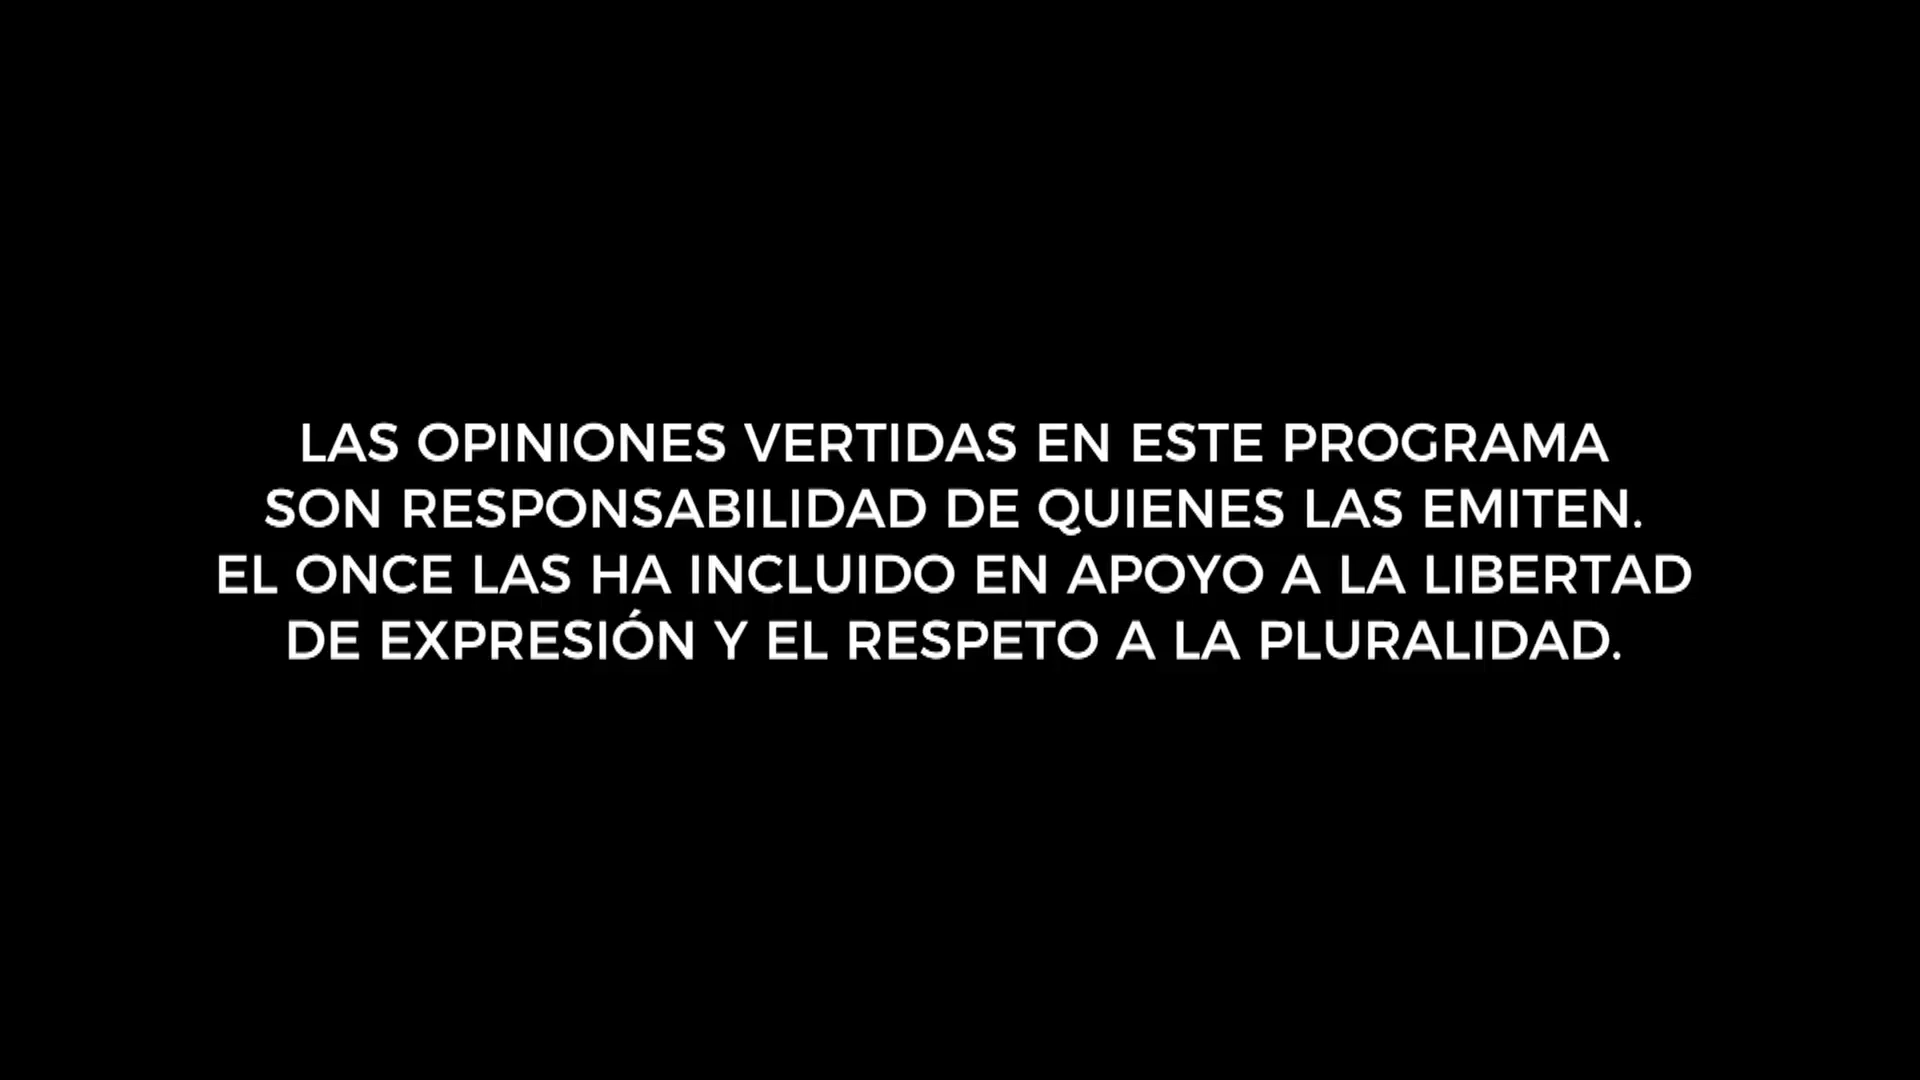 LAS OPINIONES VERTIDAS EN ESTE PROGRAMA
SON RESPONSABILIDAD DE QUIENES LAS EMITEN.
EL ONCE LAS HA INCLUIDO EN APOYO A LA LIBERTAD
DE EXPRESIÓN Y EL RESPETO A LA PLURALIDAD.